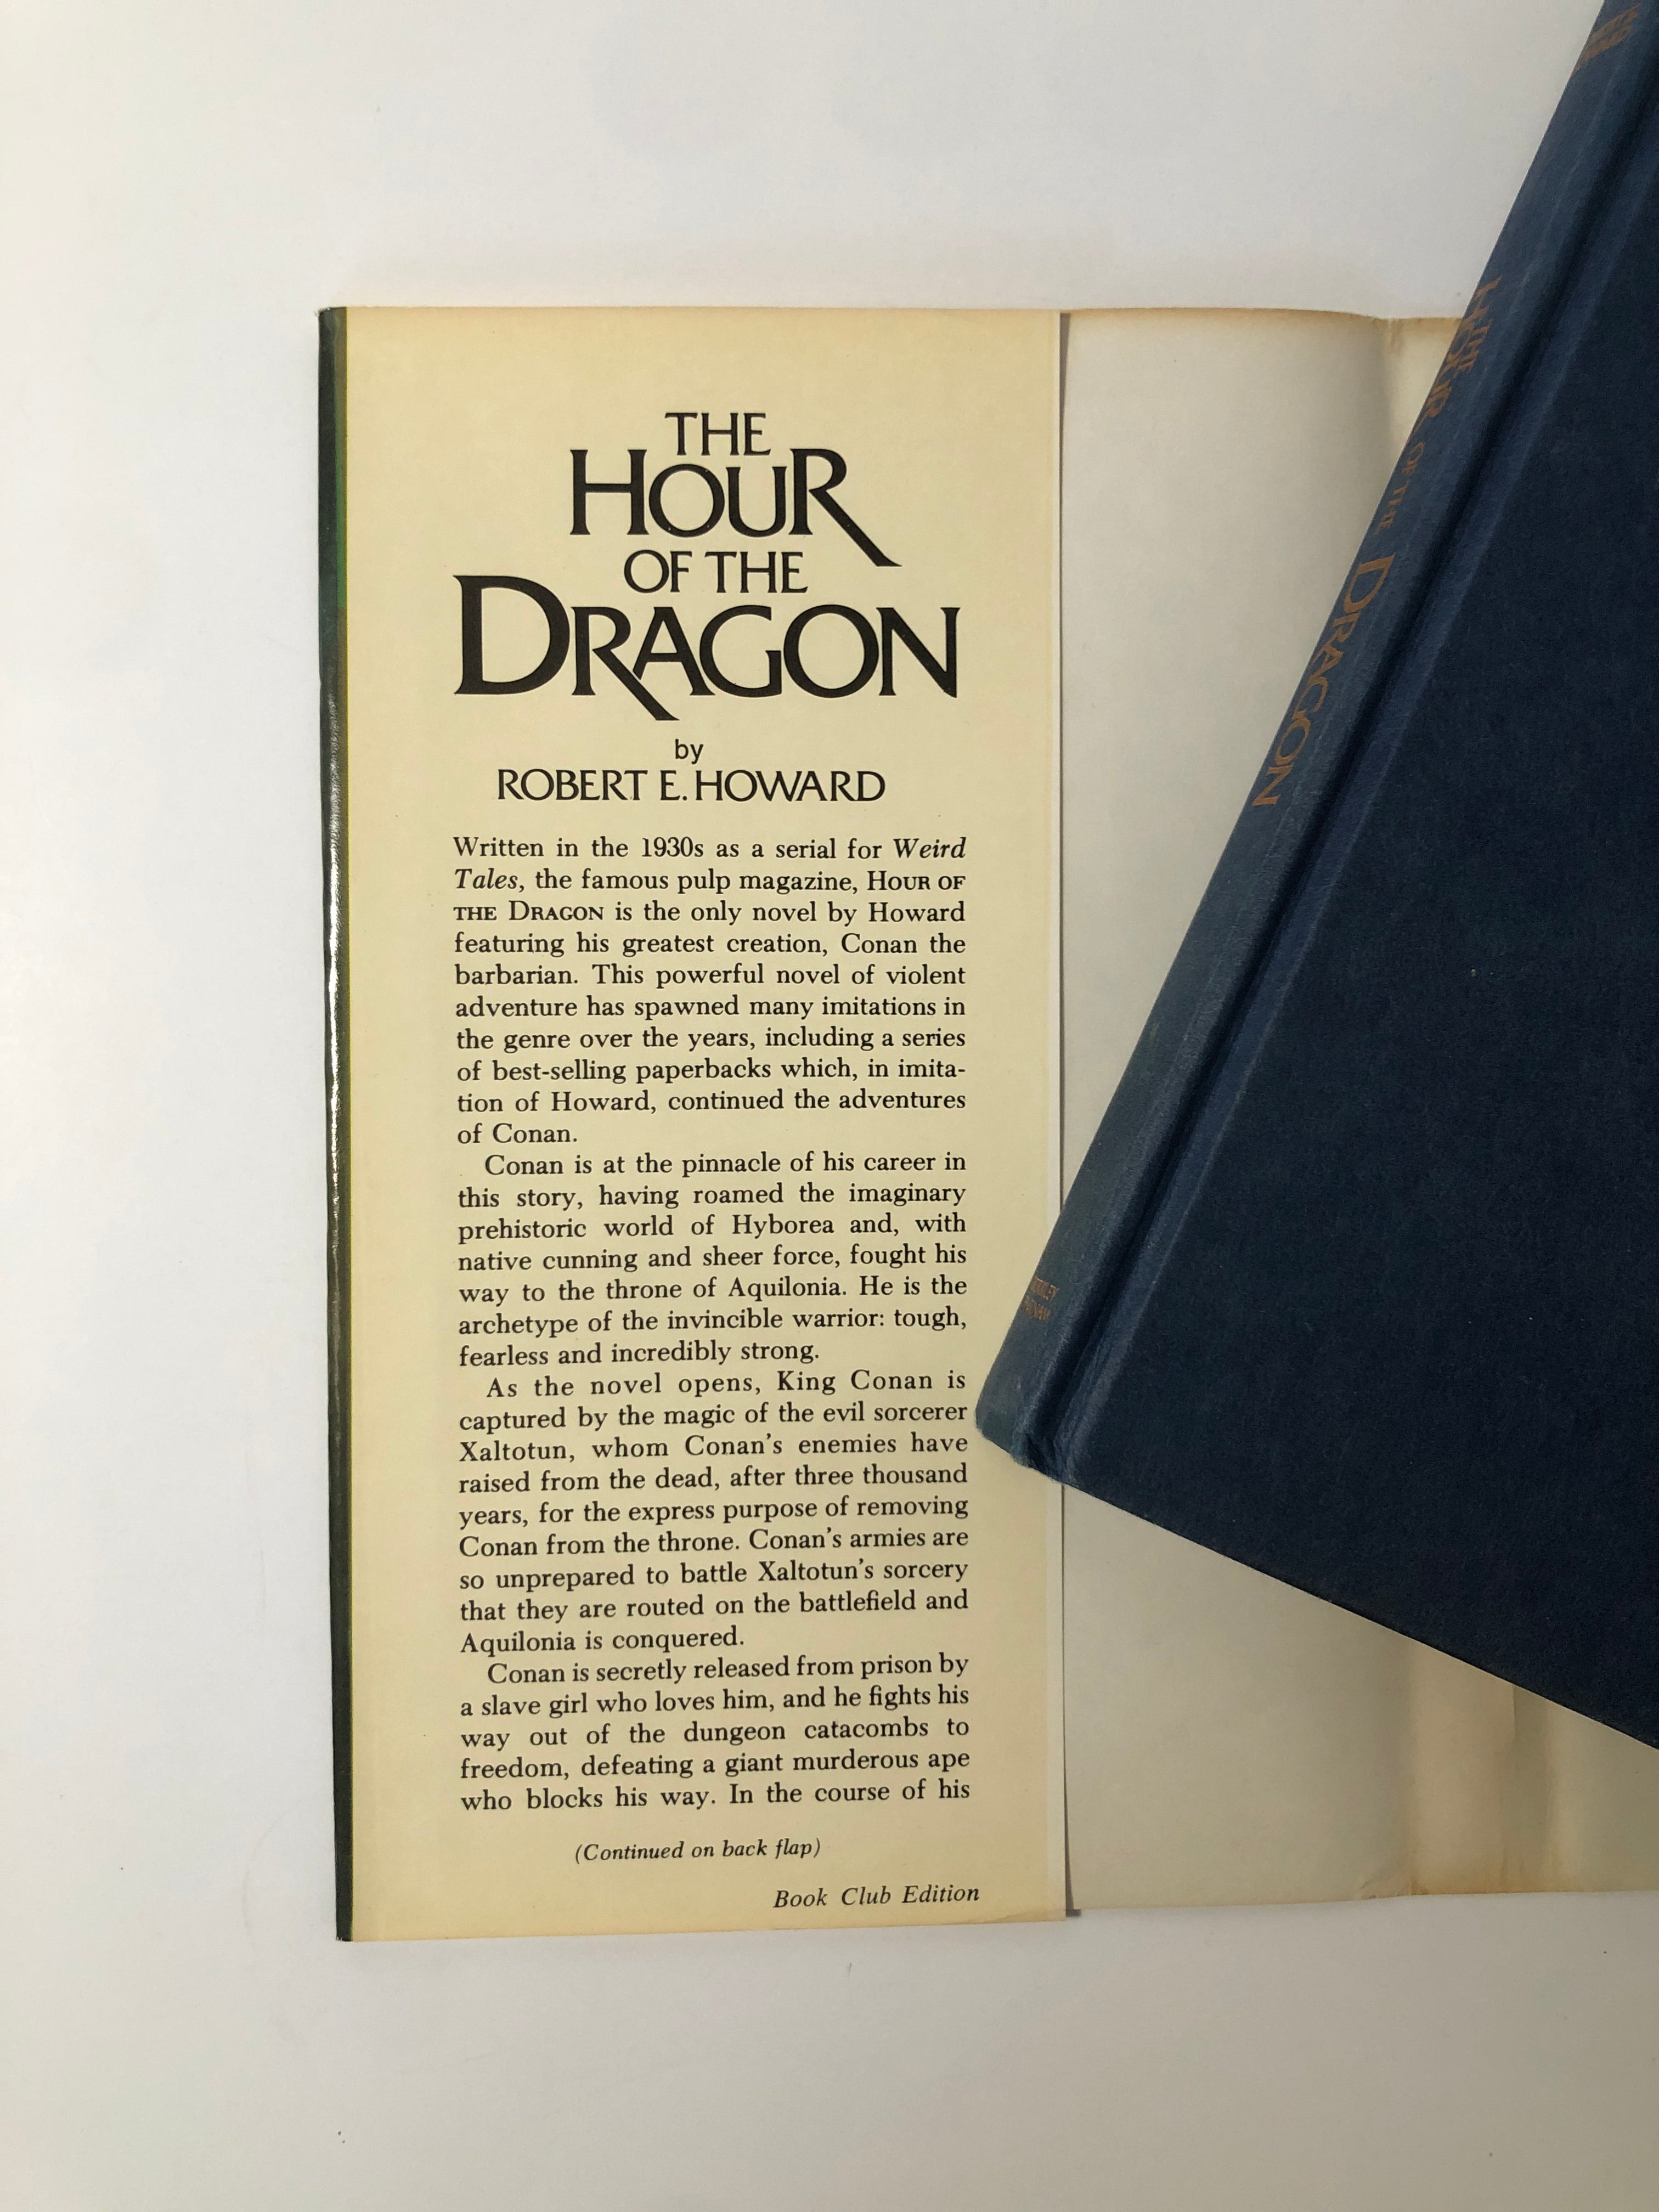 THE
HOUR
OF THE
DRAGON
by
ROBERT E. HOWARD
Written in the 1930s as a serial for Weird
Tales, the famous pulp magazine, HOUR OF
THE DRAGON is the only novel by Howard
featuring his greatest creation, Conan the
barbarian. This powerful novel of violent
adventure has spawned many imitations in
the genre over the years, including a series
of best-selling paperbacks which, in imita-
tion of Howard, continued the adventures
of Conan.
Conan is at the pinnacle of his career in
this story, having roamed the imaginary
prehistoric world of Hyborea and, with
native cunning and sheer force, fought his
way to the throne of Aquilonia. He is the
archetype of the invincible warrior: tough,
fearless and incredibly strong.
As the novel opens, King Conan is
captured by the magic of the evil sorcerer
Xaltotun, whom Conan's enemies have
raised from the dead, after three thousand
years, for the express purpose of removing
Conan from the throne. Conan's armies are
so unprepared to battle Xaltotun's sorcery
that they are routed on the battlefield and
Aquilonia is conquered.
Conan is secretly released from prison by
a slave girl who loves him, and he fights his
way out of the dungeon catacombs to
freedom, defeating a giant murderous ape
who blocks his way. In the course of his
(Continued on back flap)
Book Club Edition
THE
HOUR OF THE DRAGON